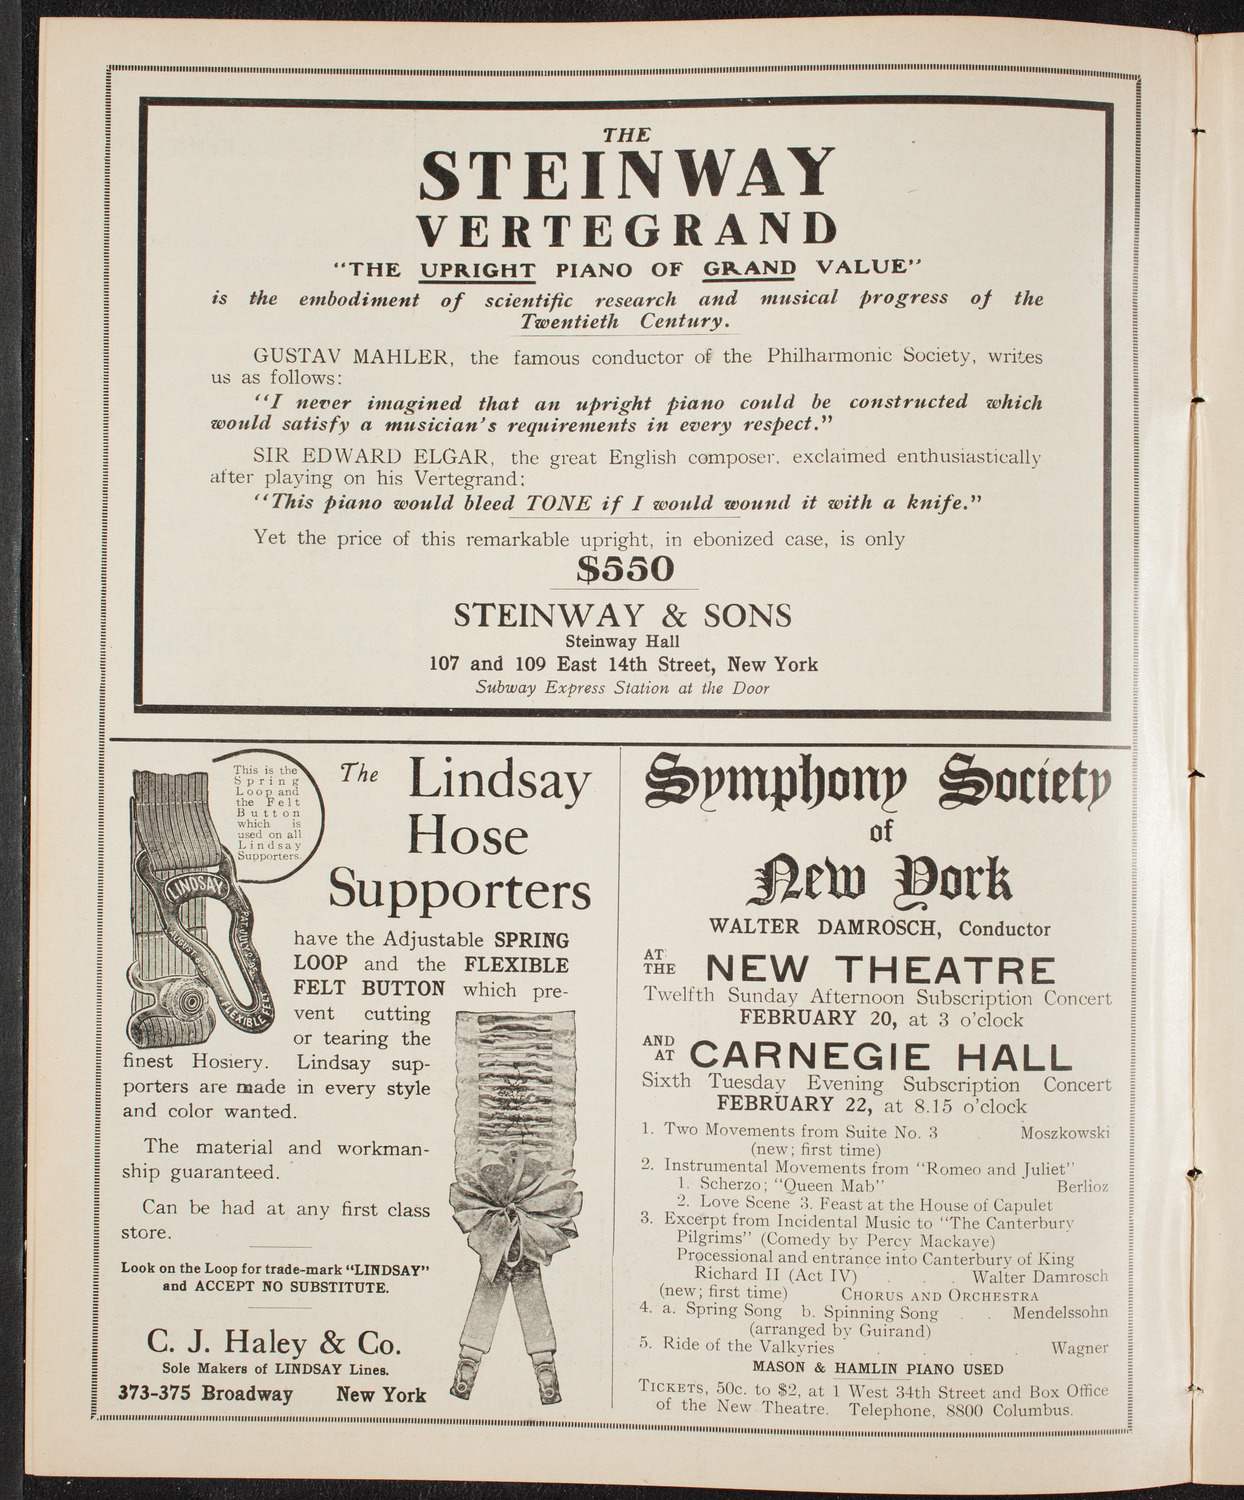 THE
STEINWAY
VERTEGRAND
"THE UPRIGHT PIANO OF GRAND VALUE"
is the embodiment of scientific research and musical progress of the
Twentieth Century.
GUSTAV MAHLER, the famous conductor of the Philharmonic Society, writes
us as follows:
"I never imagined that an upright piano could be constructed which
would satisfy a musician's requirements in every respect."
SIR EDWARD ELGAR, the great English composer, exclaimed enthusiastically
after playing on his Vertegrand:
"This piano would bleed TONE if I would wound it with a knife."
Yet the price of this remarkable upright, in ebonized case, is only
$550
STEINWAY & SONS
Steinway Hall
107 and 109 East 14th Street, New York
Subway Express Station at the Door
This is the
Spring
Loop and
the Felt
Button
which is
used on all
Lindsay
Supporters.
LINDSAY
FLEXIBLE FELT
The Lindsay
Hose
Supporters
have the Adjustable SPRING
LOOP and the FLEXIBLE
FELT BUTTON which pre-
vent cutting
or tearing the
finest Hosiery. Lindsay sup-
porters are made in every style
and color wanted.
The material and workman-
ship guaranteed.
Can be had at any first class
store.
Look on the Loop for trade-mark "LINDSAY"
and ACCEPT NO SUBSTITUTE.
C. J. Haley & Co.
Sole Makers of LINDSAY Lines.
373-375 Broadway New York
Symphony Society
of
New York
WALTER DAMROSCH, Conductor
AT
THE NEW THEATRE
Twelfth Sunday Afternoon Subscription Concert
FEBRUARY 20, at 3 o'clock
AND
AT CARNEGIE HALL
Sixth Tuesday Evening Subscription Concert
FEBRUARY 22, at 8.15 o'clock
1. Two Movements from Suite No. 3 Moszkowski
(new; first time)
2. Instrumental Movements from "Romeo and Juliet"
1. Scherzo; "Queen Mab" Berlioz
2. Love Scene 3. Feast at the House of Capulet
3. Excerpt from Incidental Music to "The Canterbury
Pilgrims" (Comedy by Percy Mackaye)
Processional and entrance into Canterbury of King
Richard II (Act IV) . . . Walter Damrosch
(new; first time) CHORUS AND ORCHESTRA
4. a. Spring Song b. Spinning Song . . Mendelssohn
(arranged by Guirand)
5. Ride of the Valkyries . . . . Wagner
MASON & HAMLIN PIANO USED
TICKETS, 50c. to $2, at 1 West 34th Street and Box Office
of the New Theatre. Telephone, 8800 Columbus.